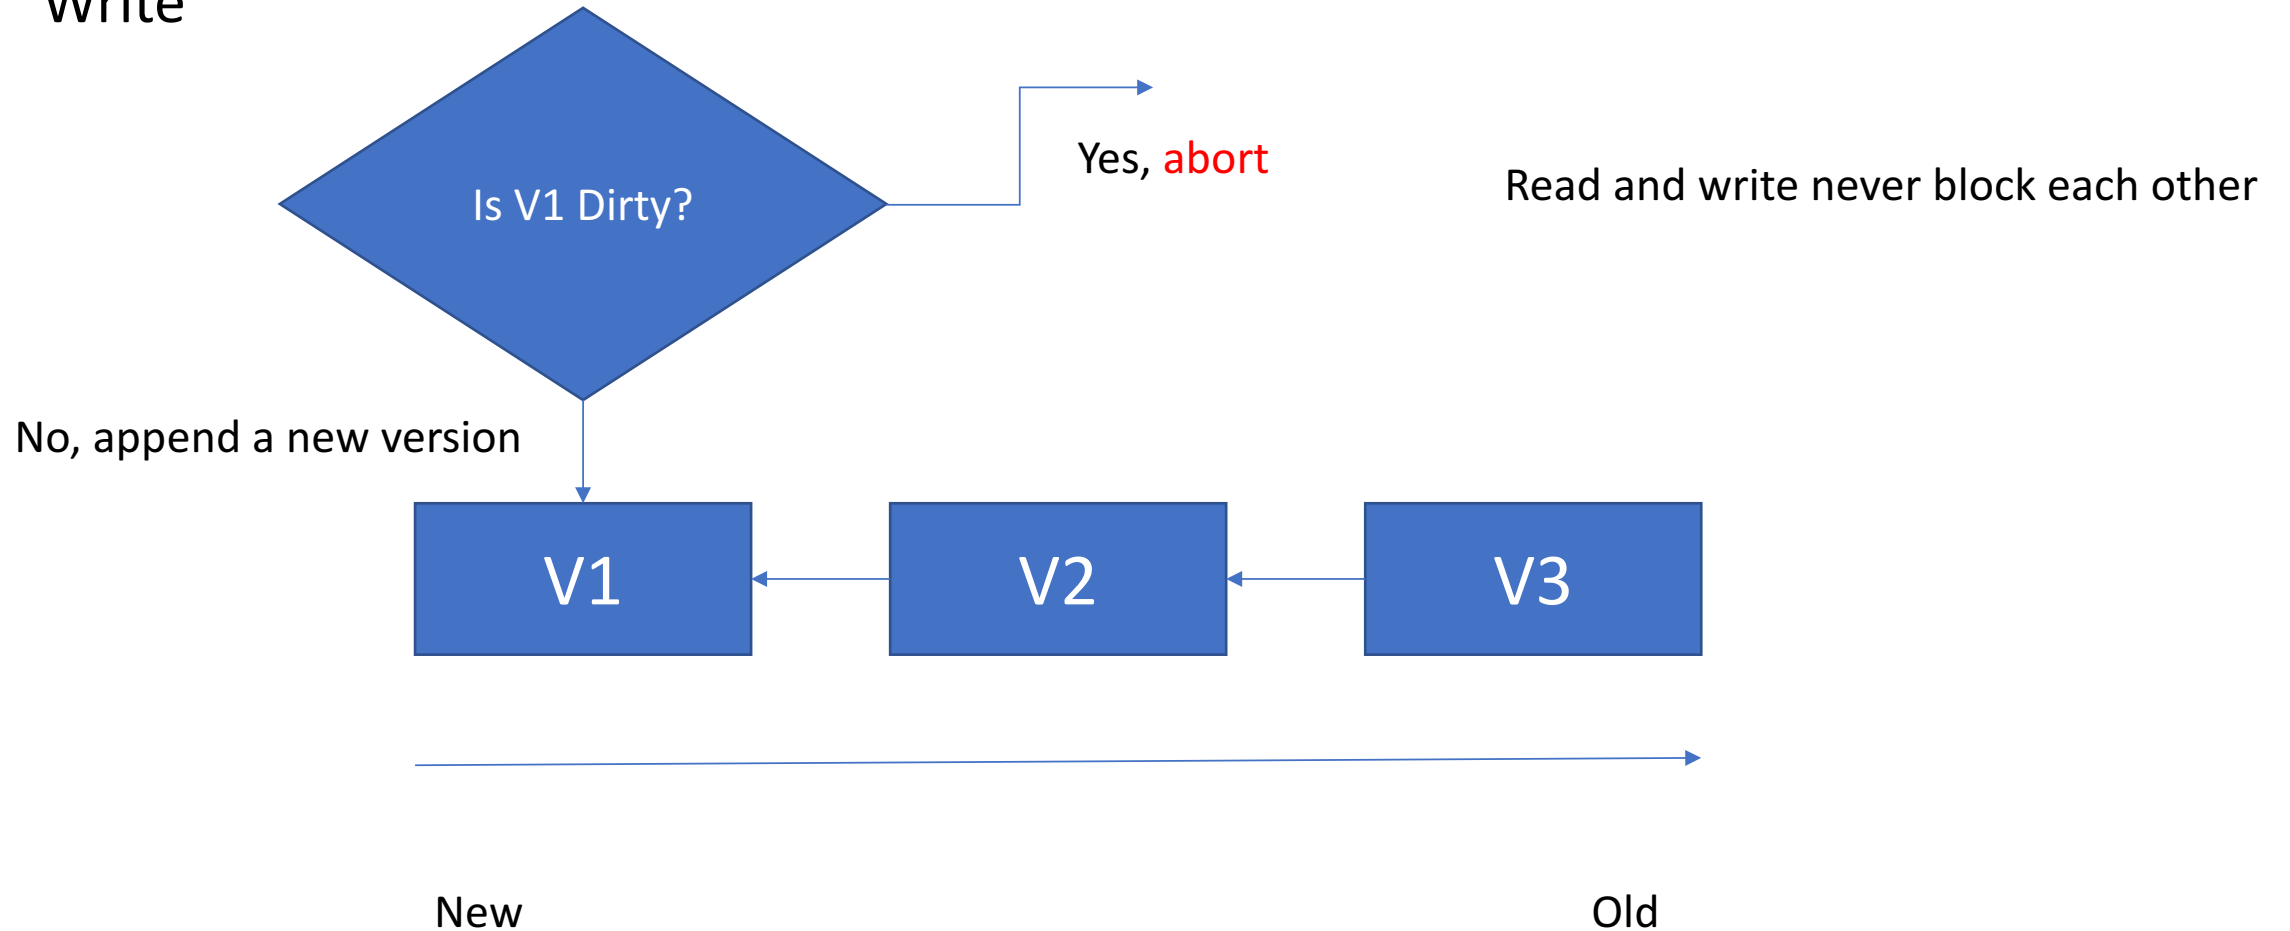 Write
Is V1 Dirty?
Yes, abort
Read and write never block each other
No, append a new version
V1
V2
V3
New
Old